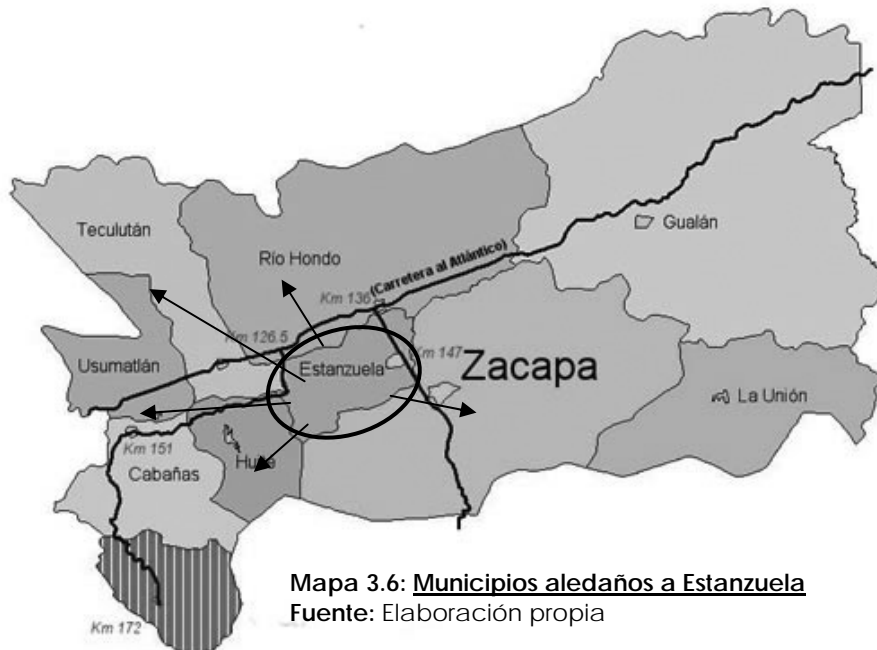 Teculután
Río Hondo
Gualán
(Carretera al Atlántico)
Km 136
Km 126.5
Usumatlán
Estanzuela
Km 147
Zacapa
La Unión
Km 151
Cabañas
Huité
Km 172
Mapa 3.6: Municipios aledaños a Estanzuela
Fuente: Elaboración propia